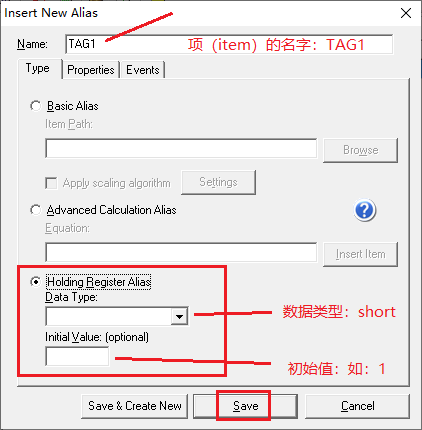 Insert New Alias
Name: TAG1
项（item）的名字：TAG1
Type Properties Events
Basic Alias
Item Path:
Browse
Apply scaling algorithm Settings
Advanced Calculation Alias
?
Equation:
Insert Item
Holding Register Alias
Data Type:
数据类型：short
Initial Value: (optional)
初始值：如：1
Save & Create New Save Cancel